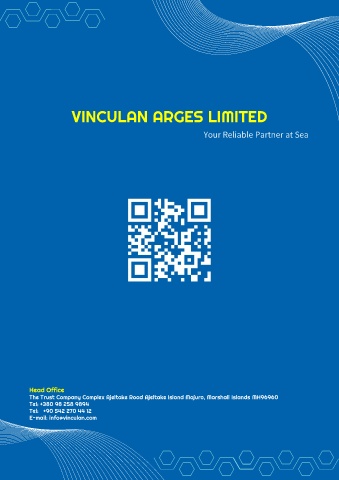 VINCULAN ARGES LIMITED
Your Reliable Partner at Sea
Head Office
The Trust Company Complex Ajeltake Road Ajeltake Island Majuro, Marshall Islands MH96960
Tel: +380 98 258 9894
Tel: +90 542 270 44 12
E-mail: info@vinculan.com